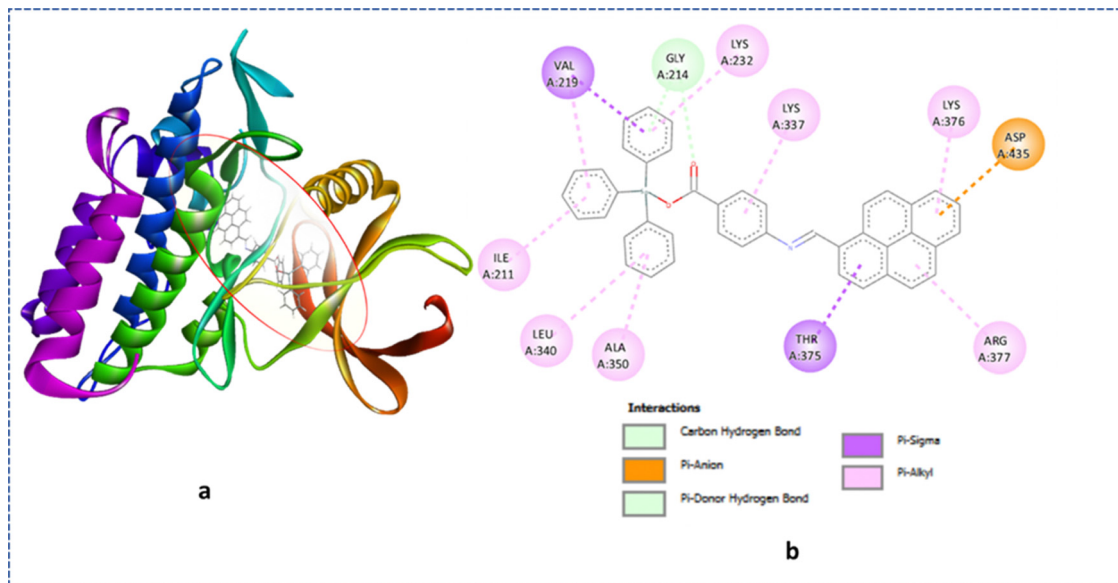 VAL
A:219
GLY
A:214
LYS
A:232
LYS
A:337
LYS
A:376
ASP
A:435
ILE
A:211
LEU
A:340
ALA
A:350
THR
A:375
ARG
A:377
Interactions
Carbon Hydrogen Bond
Pi-Anion
Pi-Donor Hydrogen Bond
Pi-Sigma
Pi-Alkyl
a
b